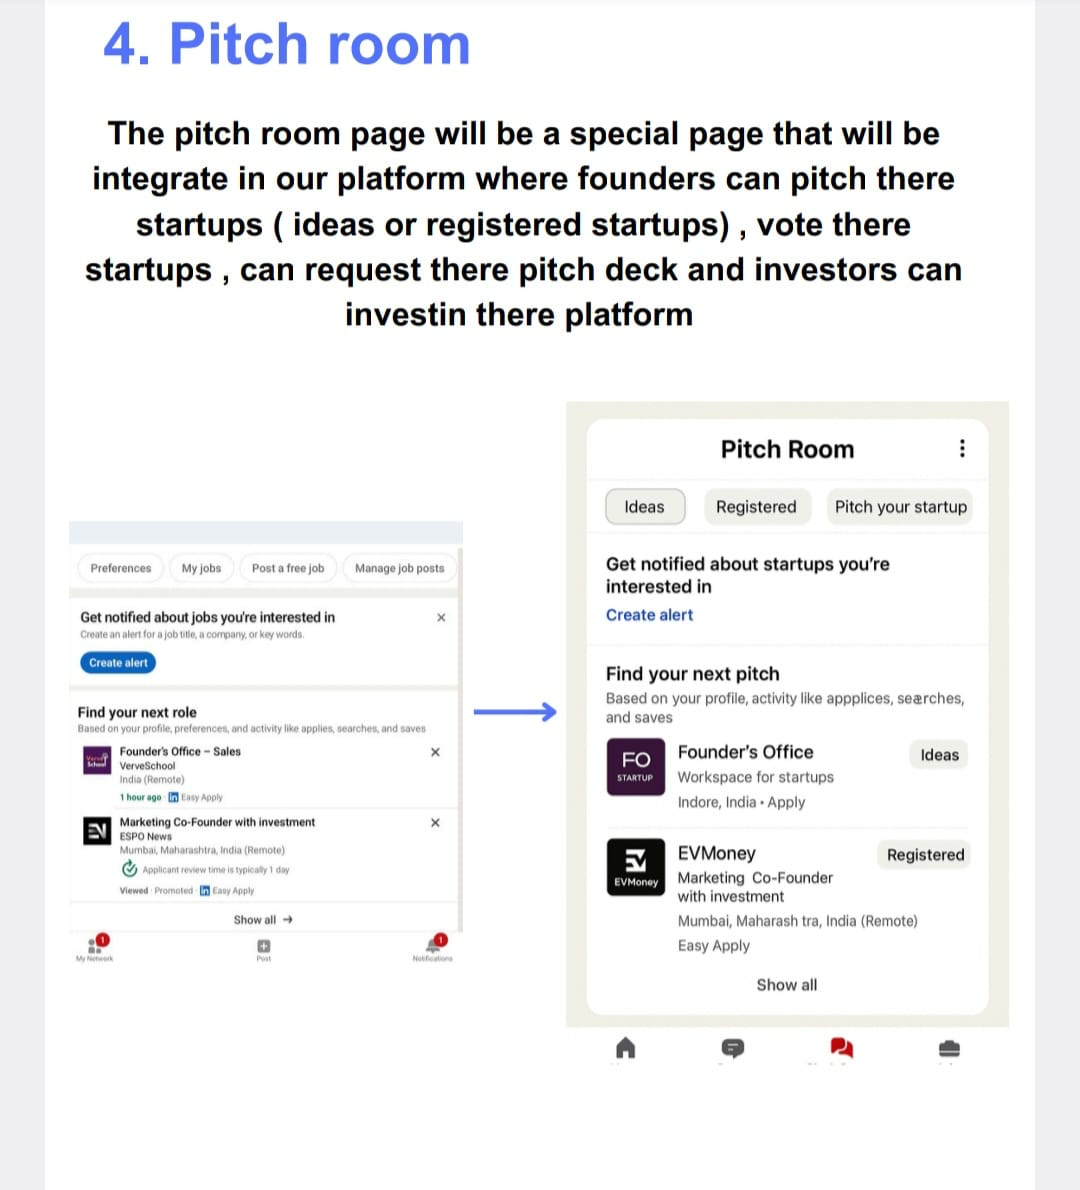 4. Pitch room
The pitch room page will be a special page that will be
integrate in our platform where founders can pitch there
startups ( ideas or registered startups) , vote there
startups , can request there pitch deck and investors can
investin there platform
Preferences
My jobs
Post a free job
Manage job posts
Get notified about jobs you're interested in
Create an alert for a job title, a company, or key words.
Create alert
Find your next role
Based on your profile, preferences, and activity like applies, searches, and saves
Verve School
Founder's Office – Sales
VerveSchool
India (Remote)
1 hour ago · in Easy Apply
EN
Marketing Co-Founder with investment
ESPO News
Mumbai, Maharashtra, India (Remote)
Applicant review time is typically 1 day
Viewed · Promoted · in Easy Apply
Show all →
1
My Network
Post
1
Notifications
Pitch Room
Ideas
Registered
Pitch your startup
Get notified about startups you're
interested in
Create alert
Find your next pitch
Based on your profile, activity like appplices, searches,
and saves
FO
STARTUP
Founder's Office
Ideas
Workspace for startups
Indore, India • Apply
EVMoney
EVMoney
Registered
Marketing Co-Founder
with investment
Mumbai, Maharash tra, India (Remote)
Easy Apply
Show all